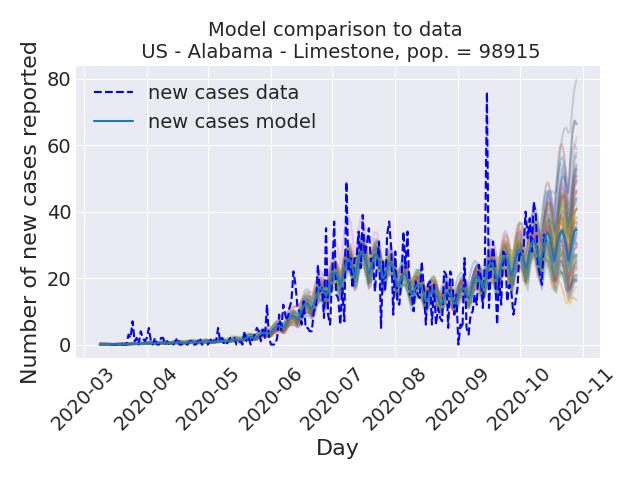 Model comparison to data
US - Alabama - Limestone, pop. = 98915
Number of new cases reported
80
60
40
20
0
new cases data
new cases model
2020-03
2020-04
2020-05
2020-06
2020-07
2020-08
2020-09
2020-10
2020-11
Day